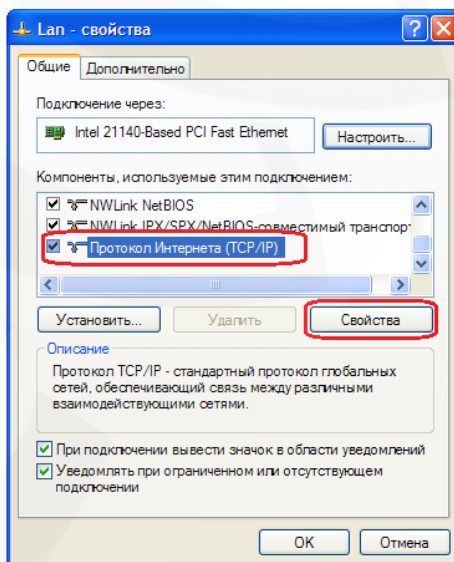 Lan - свойства
Общие
Дополнительно
Подключение через:
Intel 21140-Based PCI Fast Ethernet
Настроить...
Компоненты, используемые этим подключением:
NWLink NetBIOS
NWLink IPX/SPX/NetBIOS-совместимый транспорт
Протокол Интернета (TCP/IP)
Установить...
Удалить
Свойства
Описание
Протокол TCP/IP - стандартный протокол глобальных
сетей, обеспечивающий связь между различными
взаимодействующими сетями.
При подключении вывести значок в области уведомлений
Уведомлять при ограниченном или отсутствующем
подключении
OK
Отмена